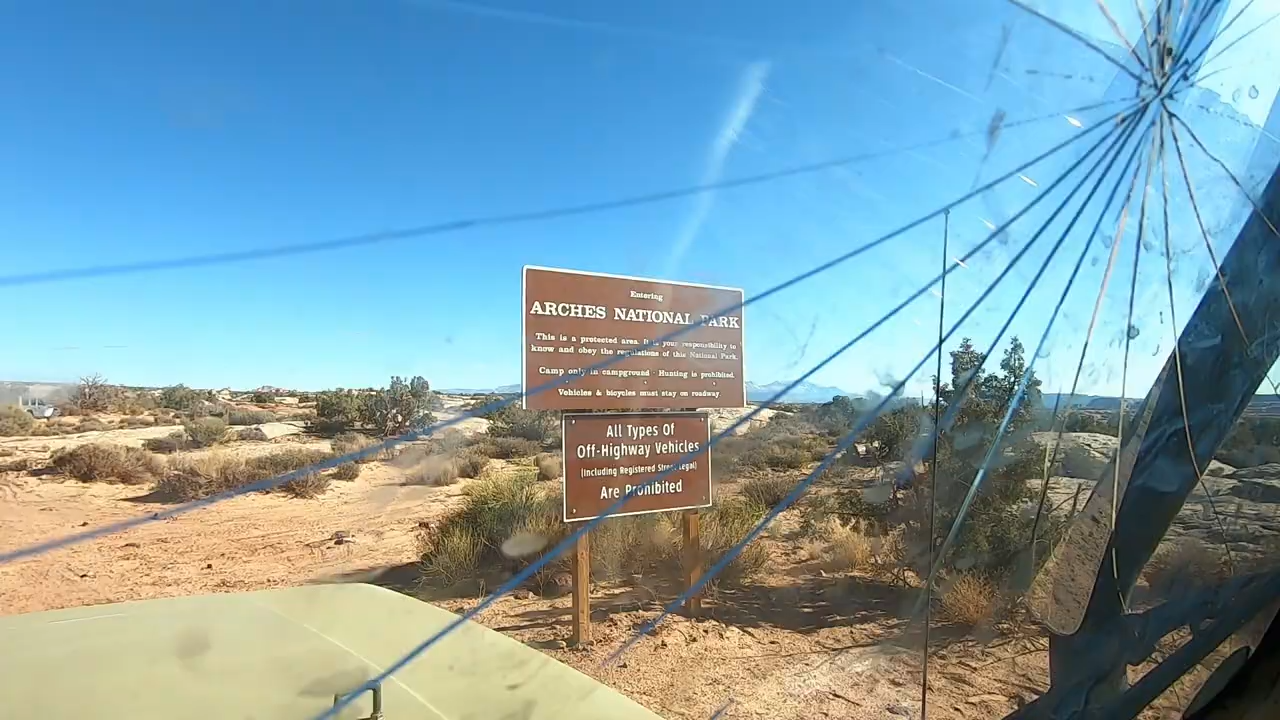 Entering
ARCHES NATIONAL PARK
This is a protected area. It is your responsibility to
know and obey the regulations of this National Park.
Camp only in campground Hunting is prohibited.
Vehicles & bicycles must stay on roadway
All Types Of
Off-Highway Vehicles
(Including Registered Street Legal)
Are Prohibited